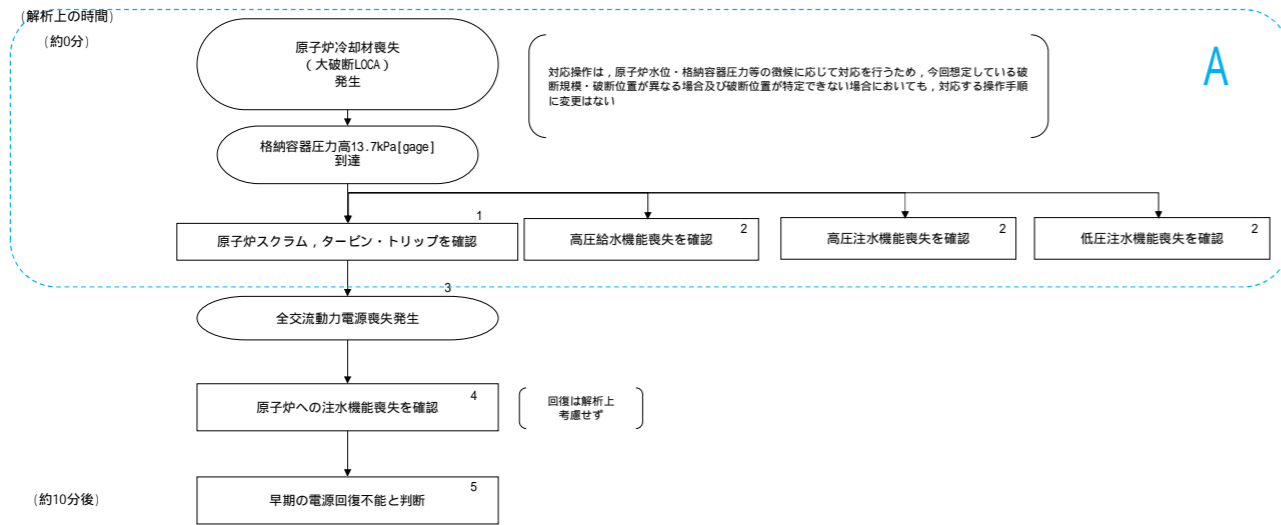 (解析上の時間)
(約0分)
原子炉冷却材喪失
(大破断LOCA)
発生
対応操作は,原子炉水位・格納容器圧力等の徴候に応じて対応を行うため,今回想定している破
断規模・破断位置が異なる場合及び破断位置が特定できない場合においても,対応する操作手順
に変更はない
A
格納容器圧力高13.7kPa[gage]
到達
原子炉スクラム,タービン・トリップを確認
1
高圧給水機能喪失を確認
2
高圧注水機能喪失を確認
2
低圧注水機能喪失を確認
2
3
全交流動力電源喪失発生
原子炉への注水機能喪失を確認
4
回復は解析上
考慮せず
(約10分後)
早期の電源回復不能と判断
5